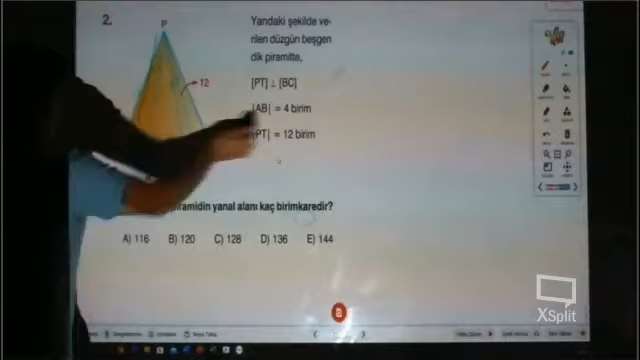 2.
P
12
Yandaki şekilde ve-
rilen düzgün beşgen
dik piramitte,
[PT] ⊥ [BC]
|AB| = 4 birim
PT| = 12 birim
piramidin yanal alanı kaç birimkaredir?
A) 116 B) 120 C) 128 D) 136 E) 144
XSplit